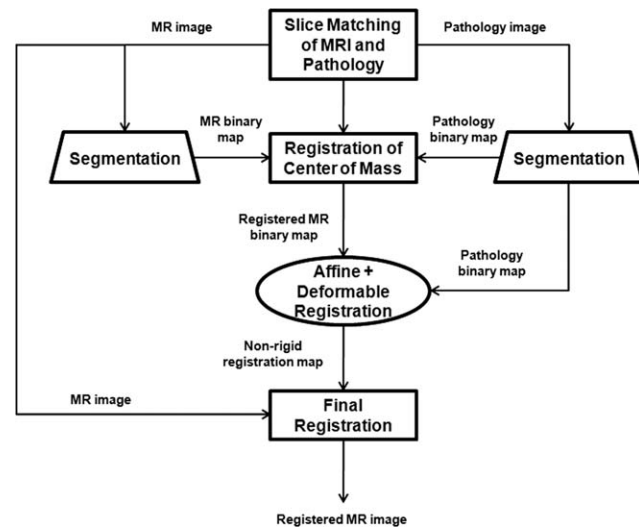 MR image
Slice Matching
of MRI and
Pathology
Pathology image
Segmentation
MR binary
map
Registration of
Center of Mass
Pathology
binary map
Segmentation
Registered MR
binary map
Pathology
binary map
Affine +
Deformable
Registration
Non-rigid
registration map
MR image
Final
Registration
Registered MR image